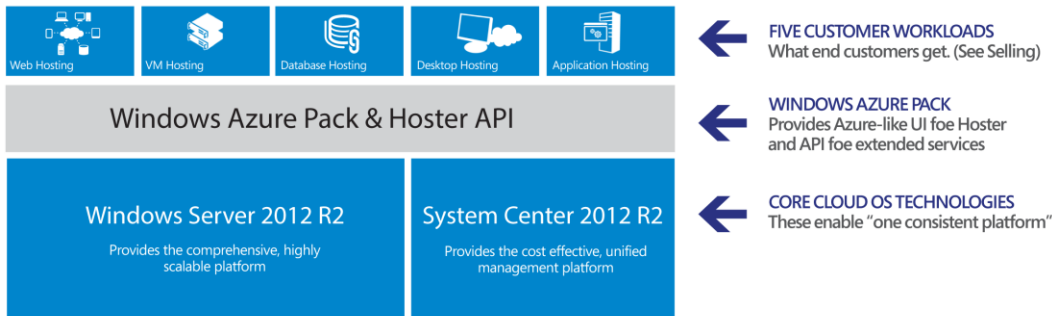 Web Hosting
VM Hosting
Database Hosting
Desktop Hosting
Application Hosting
FIVE CUSTOMER WORKLOADS
What end customers get. (See Selling)
Windows Azure Pack & Hoster API
WINDOWS AZURE PACK
Provides Azure-like UI foe Hoster
and API foe extended services
Windows Server 2012 R2
Provides the comprehensive, highly
scalable platform
System Center 2012 R2
Provides the cost effective, unified
management platform
CORE CLOUD OS TECHNOLOGIES
These enable “one consistent platform”